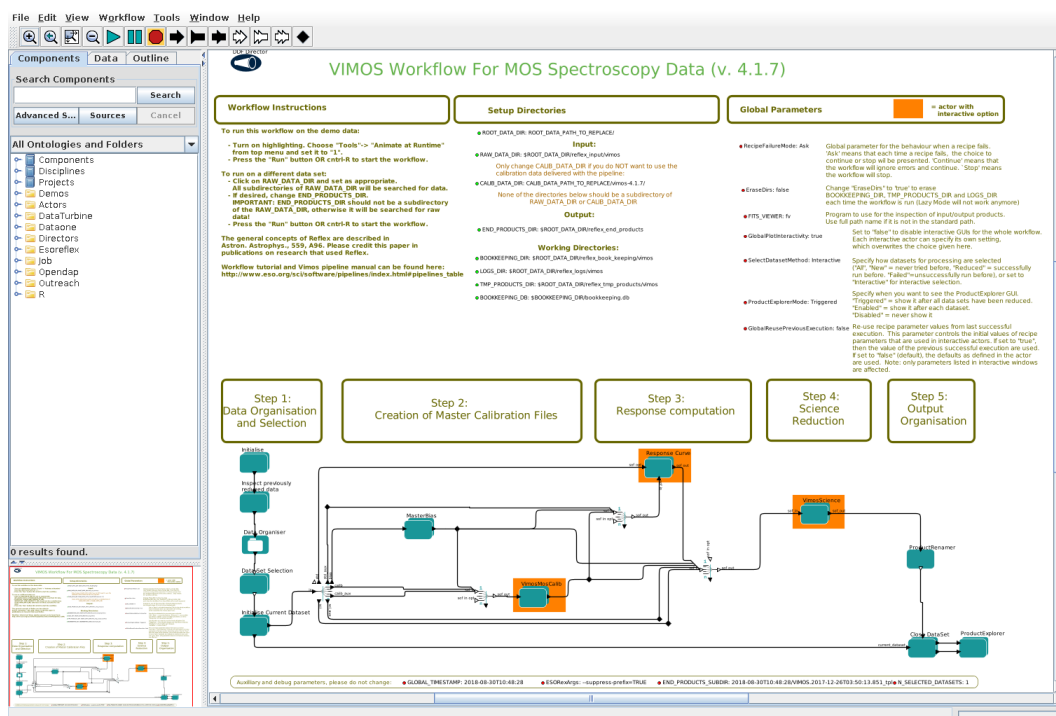 File Edit View Workflow Tools Window Help
Components Data Outline
Search Components
Search
Advanced S... Sources Cancel
All Ontologies and Folders
Components
Disciplines
Projects
Demos
Actors
DataTurbine
Dataone
Directors
Esoreflex
Job
Opendap
Outreach
R
0 results found.
DDF Director
VIMOS Workflow For MOS Spectroscopy Data (v. 4.1.7)
Workflow Instructions
To run this workflow on the demo data:
- Turn on highlighting. Choose "Tools"-> "Animate at Runtime"
from top menu and set it to "1".
- Press the "Run" button OR cntrl-R to start the workflow.
To run on a different data set:
- Click on RAW_DATA_DIR and set as appropriate.
All subdirectories of RAW_DATA_DIR will be searched for data.
- If desired, change END_PRODUCTS_DIR.
IMPORTANT: END_PRODUCTS_DIR should not be a subdirectory
of the RAW_DATA_DIR, otherwise it will be searched for raw
data!
- Press the "Run" button OR cntrl-R to start the workflow.
The general concepts of Reflex are described in
Astron. Astrophys., 559, A96. Please credit this paper in
publications on research that used Reflex.
Workflow tutorial and Vimos pipeline manual can be found here:
http://www.eso.org/sci/software/pipelines/index.html#pipelines_table
Setup Directories
ROOT_DATA_DIR: ROOT_DATA_PATH_TO_REPLACE/
Input:
RAW_DATA_DIR: $ROOT_DATA_DIR/reflex_input/vimos
Only change CALIB_DATA_DIR if you do NOT want to use the
calibration data delivered with the pipeline:
CALIB_DATA_DIR: CALIB_DATA_PATH_TO_REPLACE/vimos-4.1.7/
None of the directories below should be a subdirectory of
RAW_DATA_DIR or CALIB_DATA_DIR
Output:
END_PRODUCTS_DIR: $ROOT_DATA_DIR/reflex_end_products
Working Directories:
BOOKKEEPING_DIR: $ROOT_DATA_DIR/reflex_book_keeping/vimos
LOGS_DIR: $ROOT_DATA_DIR/reflex_logs/vimos
TMP_PRODUCTS_DIR: $ROOT_DATA_DIR/reflex_tmp_products/vimos
BOOKKEEPING_DB: $BOOKKEEPING_DIR/bookkeeping.db
Global Parameters
= actor with
interactive option
RecipeFailureMode: Ask
Global parameter for the behaviour when a recipe fails.
'Ask' means that each time a recipe fails, the choice to
continue or stop will be presented. 'Continue' means that
the workflow will ignore errors and continue. `Stop' means
the workflow will stop.
EraseDirs: false
Change "EraseDirs" to 'true' to erase
BOOKKEEPING_DIR, TMP_PRODUCTS_DIR and LOGS_DIR
each time the workflow is run (Lazy Mode will not work anymore)
FITS_VIEWER: fv
Program to use for the inspection of input/output products.
Use full path name if it is not in the standard path.
GlobalPlotInteractivity: true
Set to "false" to disable interactive GUIs for the whole workflow.
Each interactive actor can specify its own setting,
which overwrites the choice given here.
SelectDatasetMethod: Interactive
Specify how datasets for processing are selected
("All", "New" = never tried before, "Reduced" = successfully
run before, "Failed"=unsuccesfully run before), or set to
"Interactive" for interactive selection.
ProductExplorerMode: Triggered
Specify when you want to see the ProductExplorer GUI.
"Triggered" = show it after all data sets have been reduced.
"Enabled" = show it after each dataset.
"Disabled" = never show it
GlobalReusePreviousExecution: false
Re-use recipe parameter values from last successful
execution. This parameter controls the initial values of recipe
parameters that are used in interactive actors. If set to "true",
then the value of the previous successful execution are used.
If set to "false" (default), the defaults as defined in the actor
are used. Note: only parameters listed in interactive windows
are affected.
Step 1:
Data Organisation
and Selection
Step 2:
Creation of Master Calibration Files
Step 3:
Response computation
Step 4:
Science
Reduction
Step 5:
Output
Organisation
Initialise
Inspect previously
reduced data
Data Organiser
DataSet Selection
Initialise Current Dataset
MasterBias
VimosMosCalib
Response Curve
VimosScience
ProductRenamer
Close DataSet
ProductExplorer
current_dataset
Auxiliary and debug parameters, please do not change:
GLOBAL_TIMESTAMP: 2018-08-30T10:48:28
ESORexArgs: --suppress-prefix=TRUE
END_PRODUCTS_SUBDIR: 2018-08-30T10:48:28/VIMOS.2017-12-26T03:50:13.851_tpl
N_SELECTED_DATASETS: 1